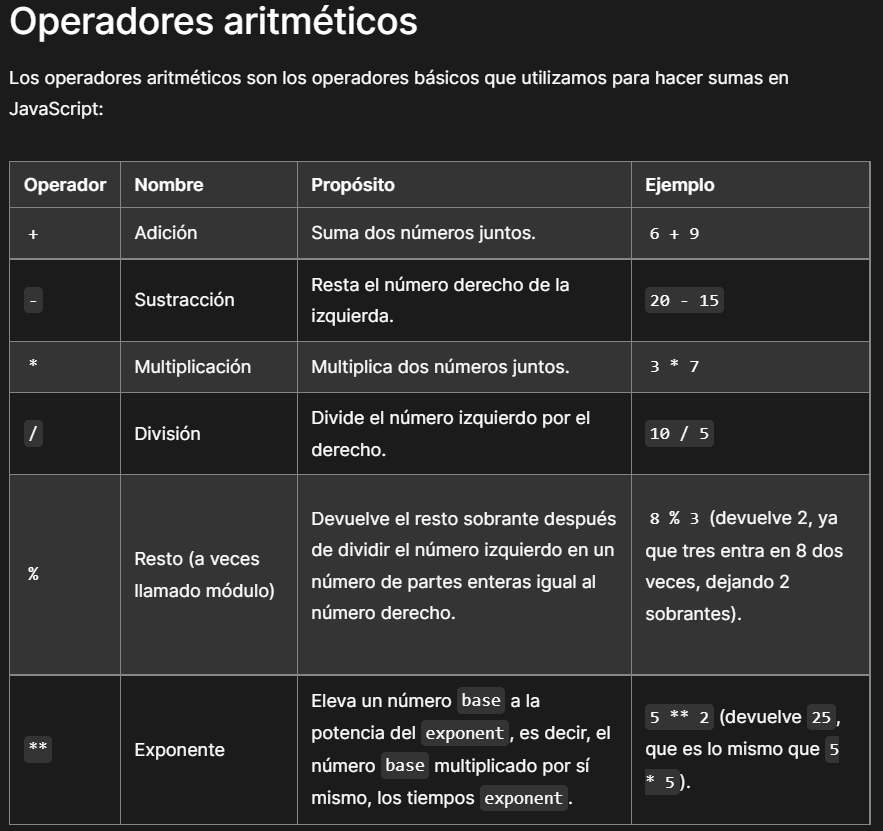 Operadores aritméticos
Los operadores aritméticos son los operadores básicos que utilizamos para hacer sumas en
JavaScript:
Operador Nombre Propósito Ejemplo
+ Adición Suma dos números juntos. 6 + 9
- Sustracción Resta el número derecho de la
izquierda. 20 - 15
* Multiplicación Multiplica dos números juntos. 3 * 7
/ División Divide el número izquierdo por el
derecho. 10 / 5
% Resto (a veces
llamado módulo) Devuelve el resto sobrante después
de dividir el número izquierdo en un
número de partes enteras igual al
número derecho. 8 % 3 (devuelve 2, ya
que tres entra en 8 dos
veces, dejando 2
sobrantes).
** Exponente Eleva un número base a la
potencia del exponent, es decir, el
número base multiplicado por sí
mismo, los tiempos exponent. 5 ** 2 (devuelve 25,
que es lo mismo que 5
* 5).